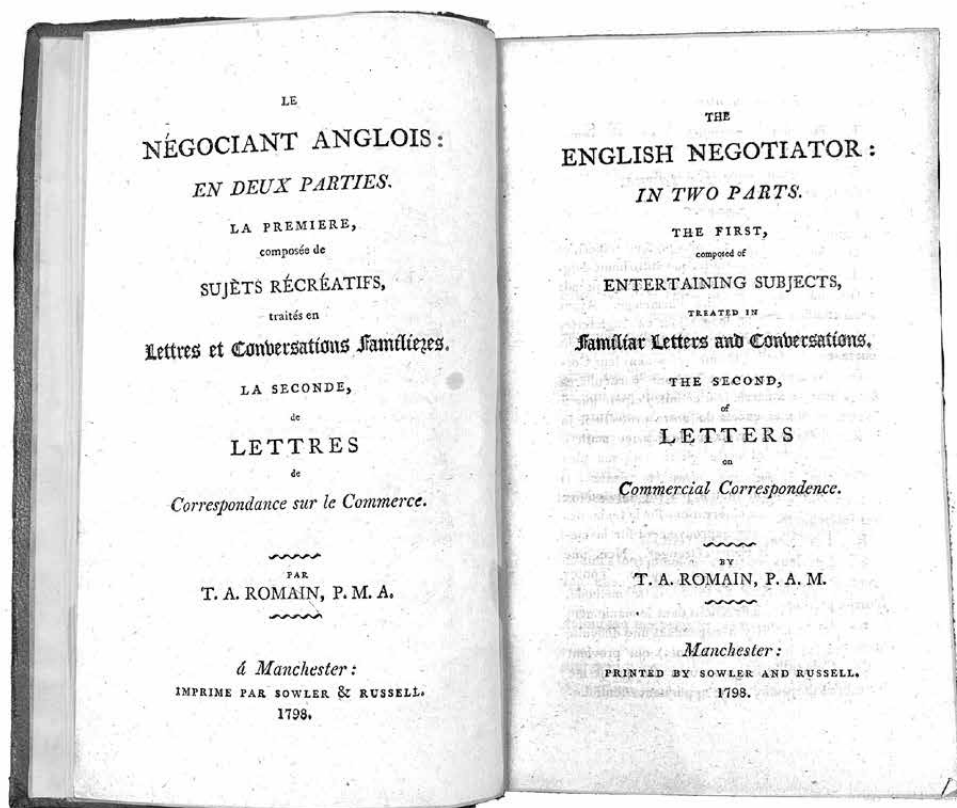 LE
NÉGOCIANT ANGLOIS:
EN DEUX PARTIES.
LA PREMIERE,
composée de
SUJÈTS RÉCRÉATIFS,
traités en
Lettres et Conversations Familiezes.
LA SECONDE,
de
LETTRES
de
Correspondance sur le Commerce.
PAR
T. A. ROMAIN, P. M. A.
á Manchester:
IMPRIME PAR SOWLER & RUSSELL.
1798.
THE
ENGLISH NEGOTIATOR:
IN TWO PARTS.
THE FIRST,
composed of
ENTERTAINING SUBJECTS,
TREATED IN
Familiar Letters and Conversations.
THE SECOND,
of
LETTERS
on
Commercial Correspondence.
BY
T. A. ROMAIN, P. A. M.
Manchester:
PRINTED BY SOWLER AND RUSSELL.
1798.